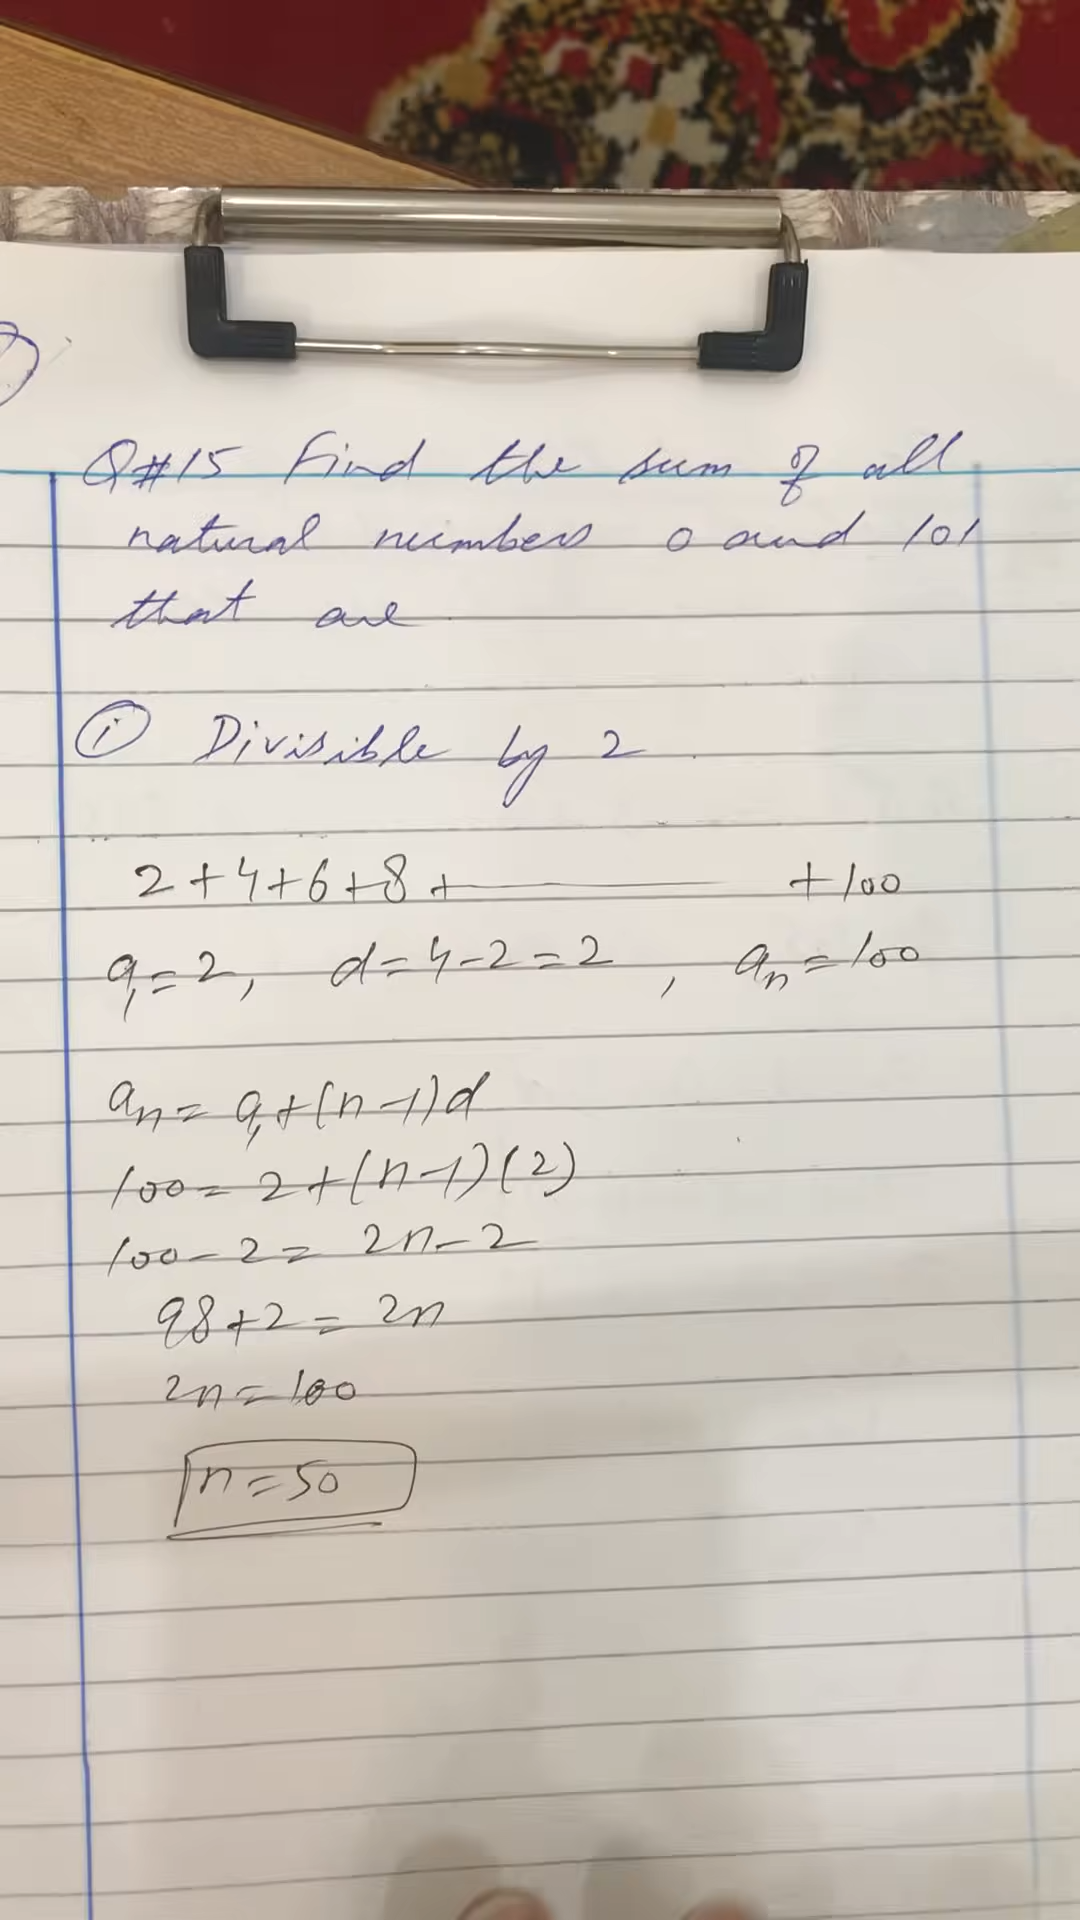 Q#15 Find the sum of all
natural numbers 0 and 101
that are
(i) Divisible by 2
2+4+6+8+ ——— +100
a₁=2, d=4-2=2, aₙ=100
aₙ=a₁+(n-1)d
100=2+(n-1)(2)
100-2=2n-2
98+2=2n
2n=100
n=50